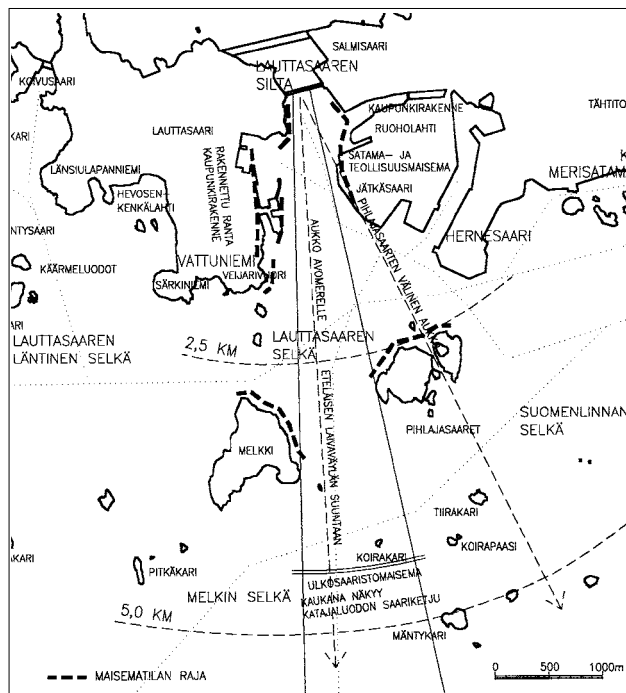 SALMISAARI
LAUTTASAAREN
SILTA
KOIVUSAARI
KARI
LAUTTASAARI
KAUPUNKIRAKENNE
RUOHOLAHTI
TÄHTITO
SATAMA- JA
TEOLLISUUSMAISEMA
RAKENNETTU RANTA
KAUPUNKIRAKENNE
LÄNSIULAPANNIEMI
HEVOSEN-
KENKÄLAHTI
JÄTKÄSAARI
MERISATAM
K
NTYSAARI
HERNESAARI
VATTUNIEMI
VEIJARIVUORI
KÄÄRMELUODOT
SÄRKINIEMI
AUKKO AVOMERELLE
ETELÄISEN LAIVAVÄYLÄN SUUNTAAN
PIHLAJASAARTEN VÄLINEN AUKKO
ARI
LAUTTASAAREN
LÄNTINEN SELKÄ
LAUTTASAAREN
SELKÄ
2,5 KM
SUOMENLINNAN
SELKÄ
PIHLAJASAARET
MELKKI
TIIRAKARI
KOIRAPAASI
KOIRAKARI
AKARI
PITKÄKARI
ULKOSAARISTOMAISEMA
KAUKANA NÄKYY
KATAJALUODON SAARIKETJU
MELKIN SELKÄ
5,0 KM
MÄNTYKARI
MAISEMATILAN RAJA
0 500 1000m